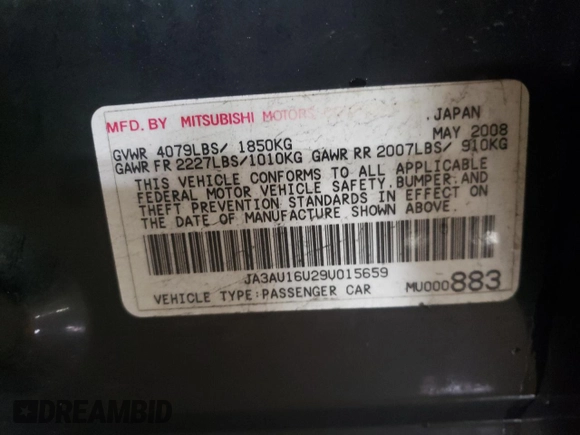 MFD. BY MITSUBISHI MOTORS JAPAN
GVWR 4079LBS/ 1850KG MAY 2008
GAWR FR 2227LBS/1010KG GAWR RR 2007LBS/ 910KG
THIS VEHICLE CONFORMS TO ALL APPLICABLE
FEDERAL MOTOR VEHICLE SAFETY, BUMPER, AND
THEFT PREVENTION STANDARDS IN EFFECT ON
THE DATE OF MANUFACTURE SHOWN ABOVE.
JA3AU16U29U015659
VEHICLE TYPE:PASSENGER CAR MU000883
DREAMBID